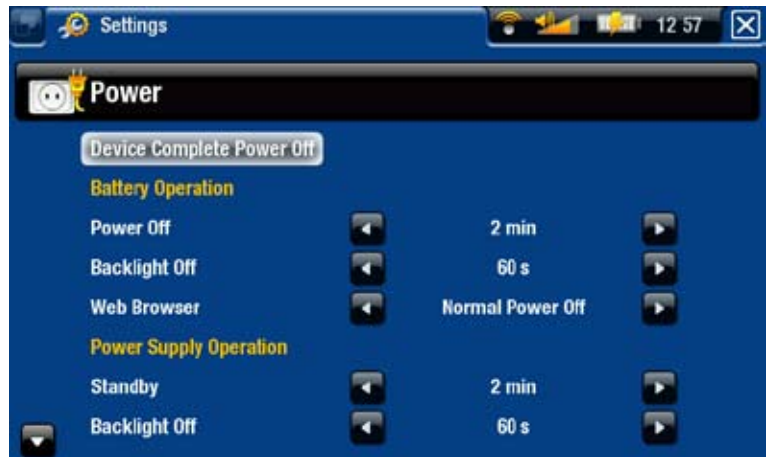 Settings 12 57
Power
Device Complete Power Off
Battery Operation
Power Off 2 min
Backlight Off 60 s
Web Browser Normal Power Off
Power Supply Operation
Standby 2 min
Backlight Off 60 s